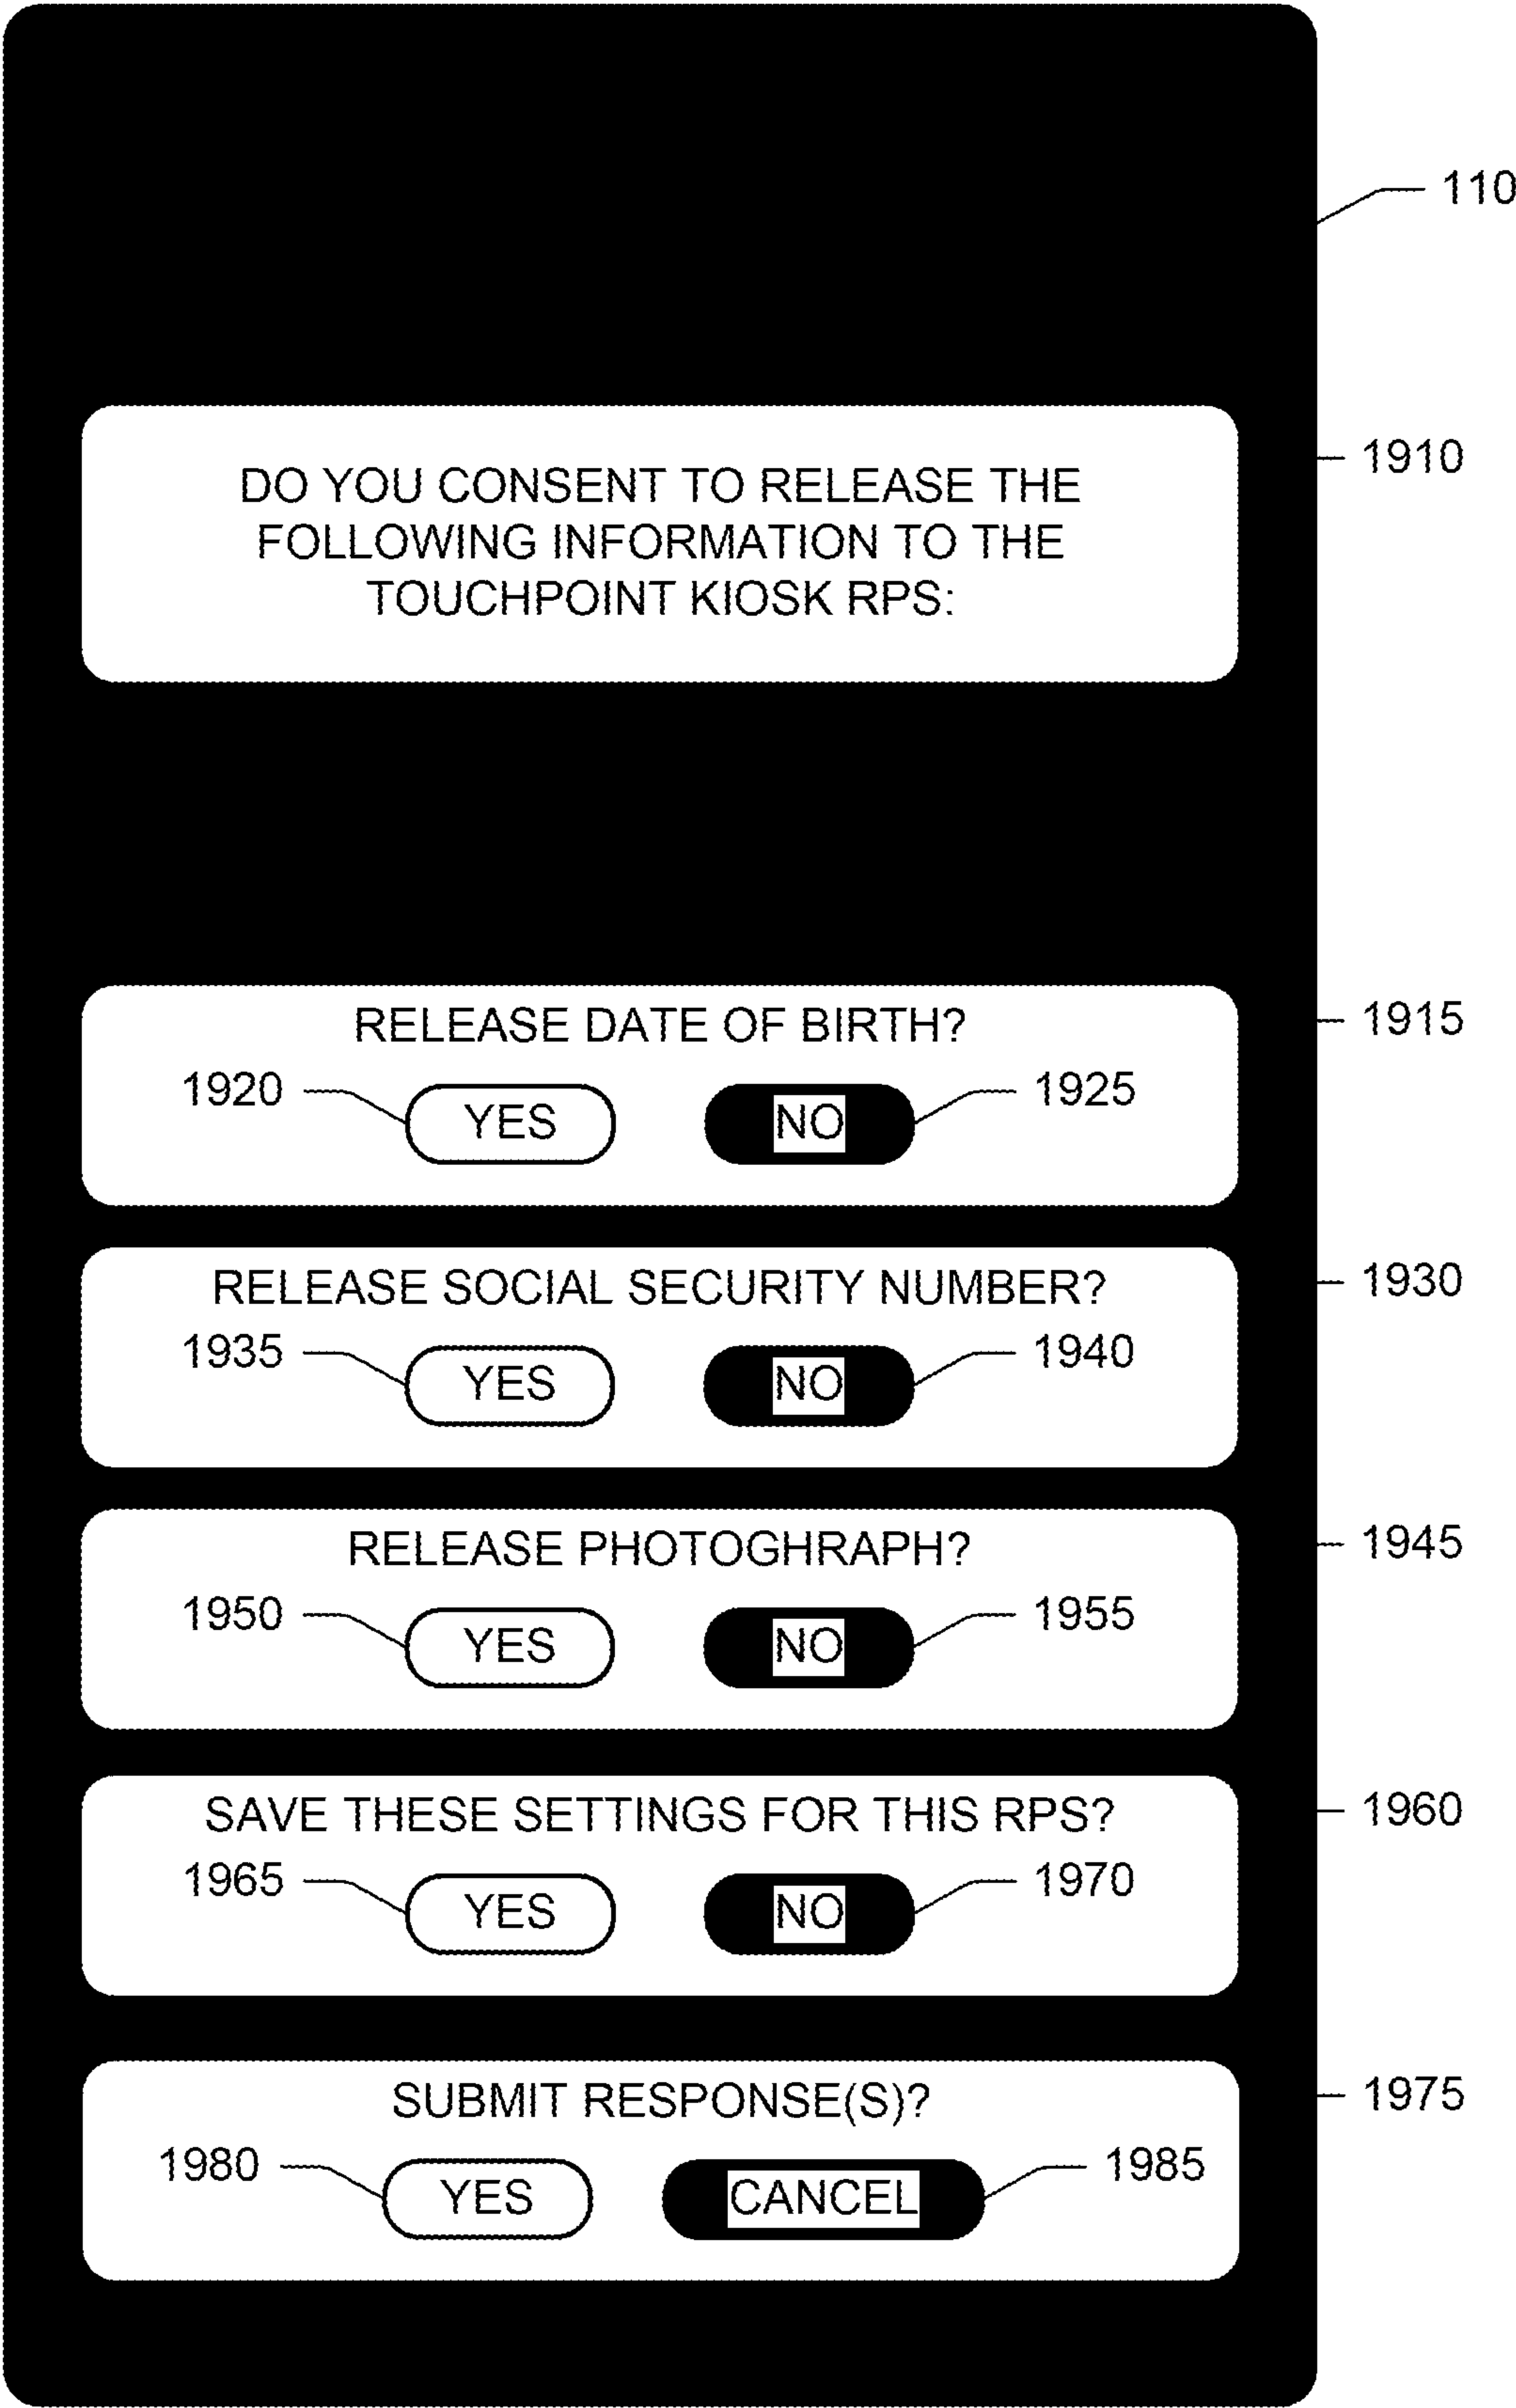 110
DO YOU CONSENT TO RELEASE THE
FOLLOWING INFORMATION TO THE
TOUCHPOINT KIOSK RPS:
1910
RELEASE DATE OF BIRTH?
1915
1920 YES NO 1925
RELEASE SOCIAL SECURITY NUMBER?
1930
1935 YES NO 1940
RELEASE PHOTOGHRAPH?
1945
1950 YES NO 1955
SAVE THESE SETTINGS FOR THIS RPS?
1960
1965 YES NO 1970
SUBMIT RESPONSE(S)?
1975
1980 YES CANCEL 1985